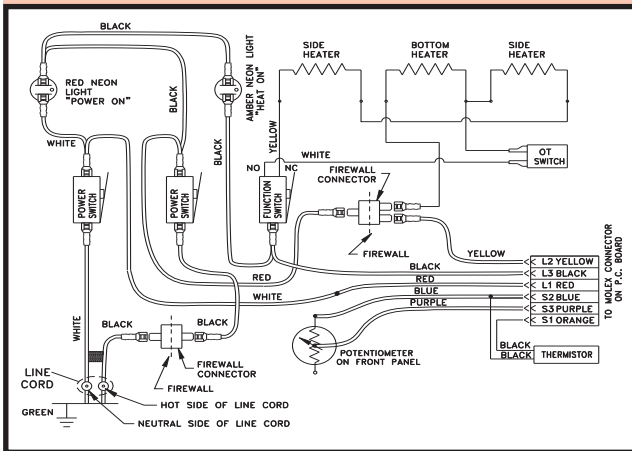 BLACK
RED NEON
LIGHT
"POWER ON"
BLACK
AMBER NEON LIGHT
"HEAT ON"
SIDE
HEATER
BOTTOM
HEATER
SIDE
HEATER
WHITE
BLACK
YELLOW
WHITE
OT
SWITCH
NO
NC
POWER
SWITCH
POWER
SWITCH
FUNCTION
SWITCH
FIREWALL
CONNECTOR
FIREWALL
YELLOW
BLACK
RED
RED
WHITE
BLUE
PURPLE
L2 YELLOW
L3 BLACK
L1 RED
S2 BLUE
S3 PURPLE
S1 ORANGE
TO MOLEX CONNECTOR
ON P.C. BOARD
BLACK
BLACK
THERMISTOR
POTENTIOMETER
ON FRONT PANEL
WHITE
BLACK
BLACK
FIREWALL
CONNECTOR
FIREWALL
LINE
CORD
HOT SIDE OF LINE CORD
GREEN
NEUTRAL SIDE OF LINE CORD